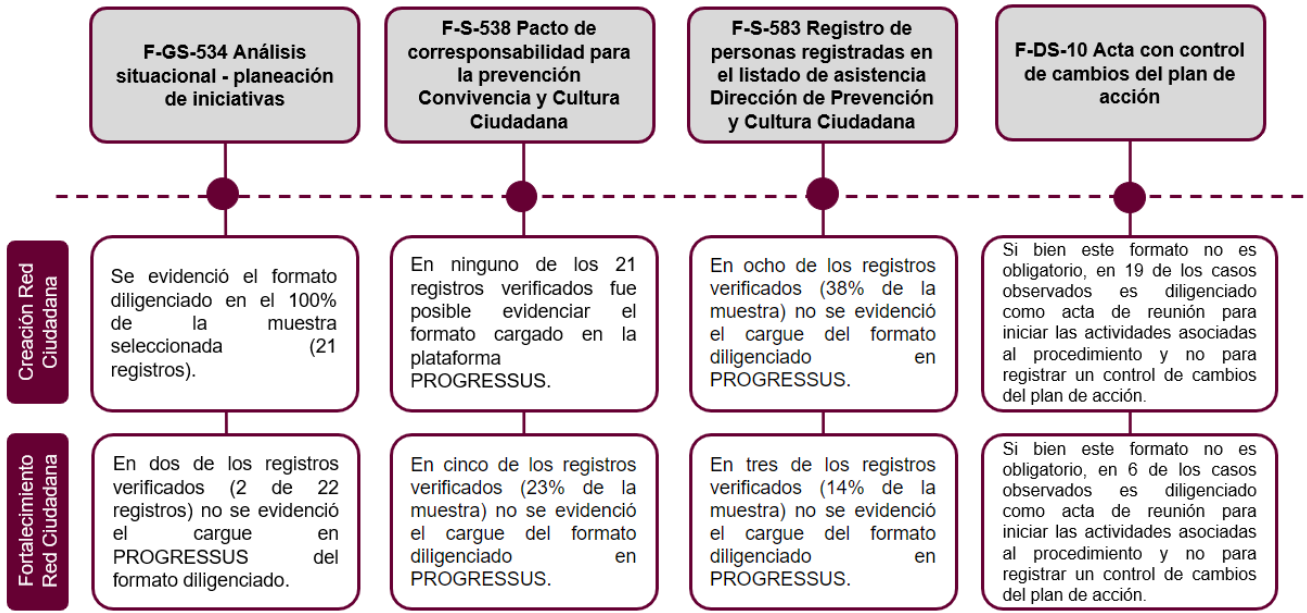 F-GS-534 Análisis
situacional - planeación
de iniciativas
F-S-538 Pacto de
corresponsabilidad para
la prevención
Convivencia y Cultura
Ciudadana
F-S-583 Registro de
personas registradas en
el listado de asistencia
Dirección de Prevención
y Cultura Ciudadana
F-DS-10 Acta con control
de cambios del plan de
acción
Creación Red
Ciudadana
Se evidenció el formato
diligenciado en el 100%
de la muestra
seleccionada (21
registros).
En ninguno de los 21
registros verificados fue
posible evidenciar el
formato cargado en la
plataforma
PROGRESSUS.
En ocho de los registros
verificados (38% de la
muestra) no se evidenció
el cargue del formato
diligenciado en
PROGRESSUS.
Si bien este formato no es
obligatorio, en 19 de los casos
observados es diligenciado
como acta de reunión para
iniciar las actividades asociadas
al procedimiento y no para
registrar un control de cambios
del plan de acción.
Fortalecimiento
Red Ciudadana
En dos de los registros
verificados (2 de 22
registros) no se evidenció
el cargue en
PROGRESSUS del
formato diligenciado.
En cinco de los registros
verificados (23% de la
muestra) no se evidenció
el cargue del formato
diligenciado en
PROGRESSUS.
En tres de los registros
verificados (14% de la
muestra) no se evidenció
el cargue del formato
diligenciado en
PROGRESSUS.
Si bien este formato no es
obligatorio, en 6 de los casos
observados es diligenciado
como acta de reunión para
iniciar las actividades asociadas
al procedimiento y no para
registrar un control de cambios
del plan de acción.